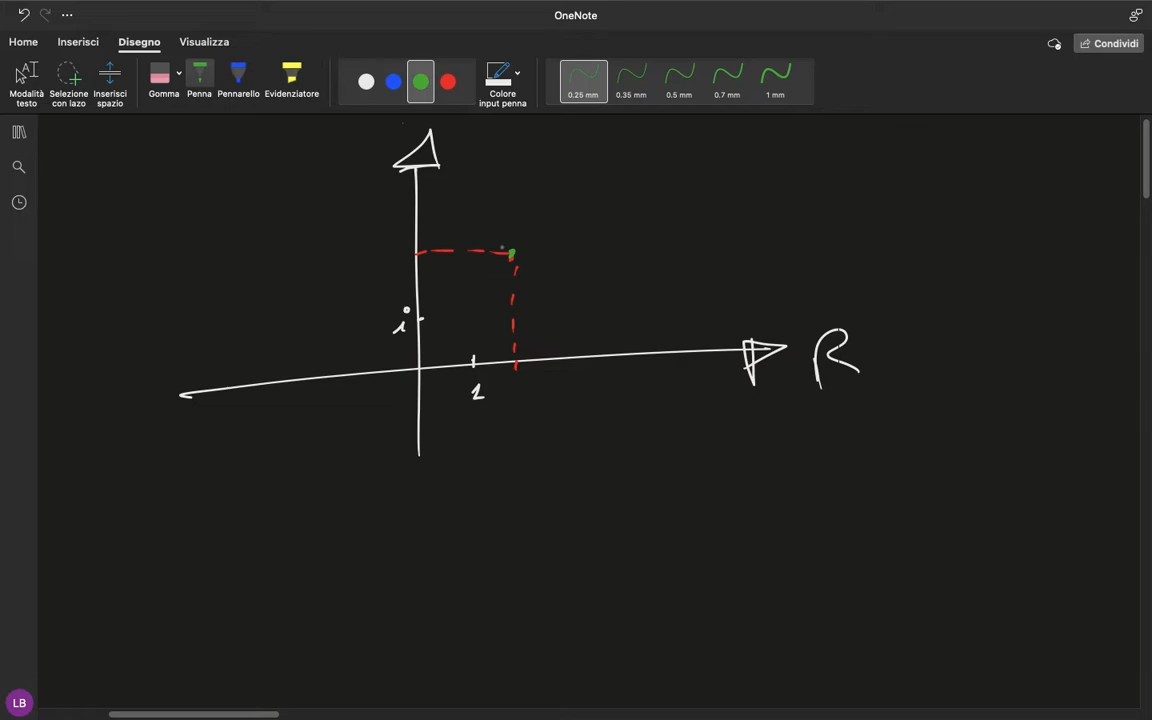 OneNote
Home Inserisci Disegno Visualizza
Condividi
Modalità testo
Selezione con lazo
Inserisci spazio
Gomma
Penna
Pennarello
Evidenziatore
Colore input penna
0.25 mm
0.35 mm
0.5 mm
0.7 mm
1 mm
i
R
1
LB